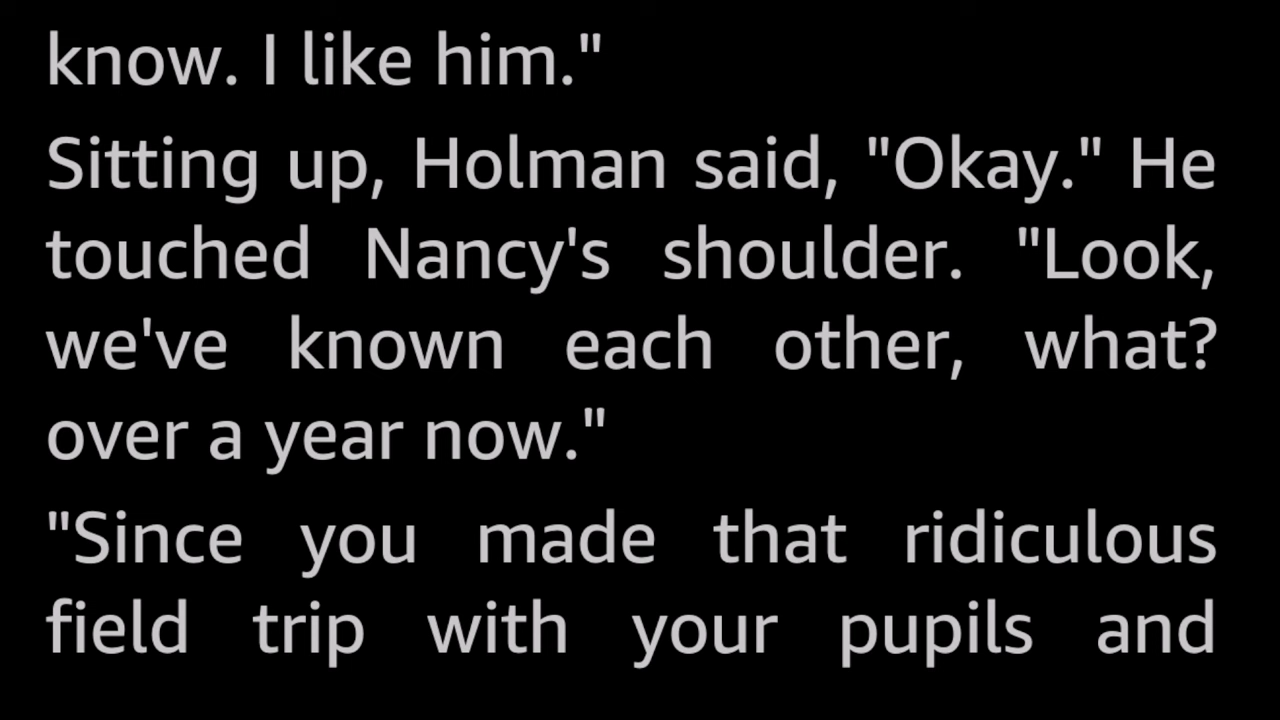 know. I like him."
Sitting up, Holman said, "Okay." He
touched Nancy's shoulder. "Look,
we've known each other, what?
over a year now."
"Since you made that ridiculous
field trip with your pupils and